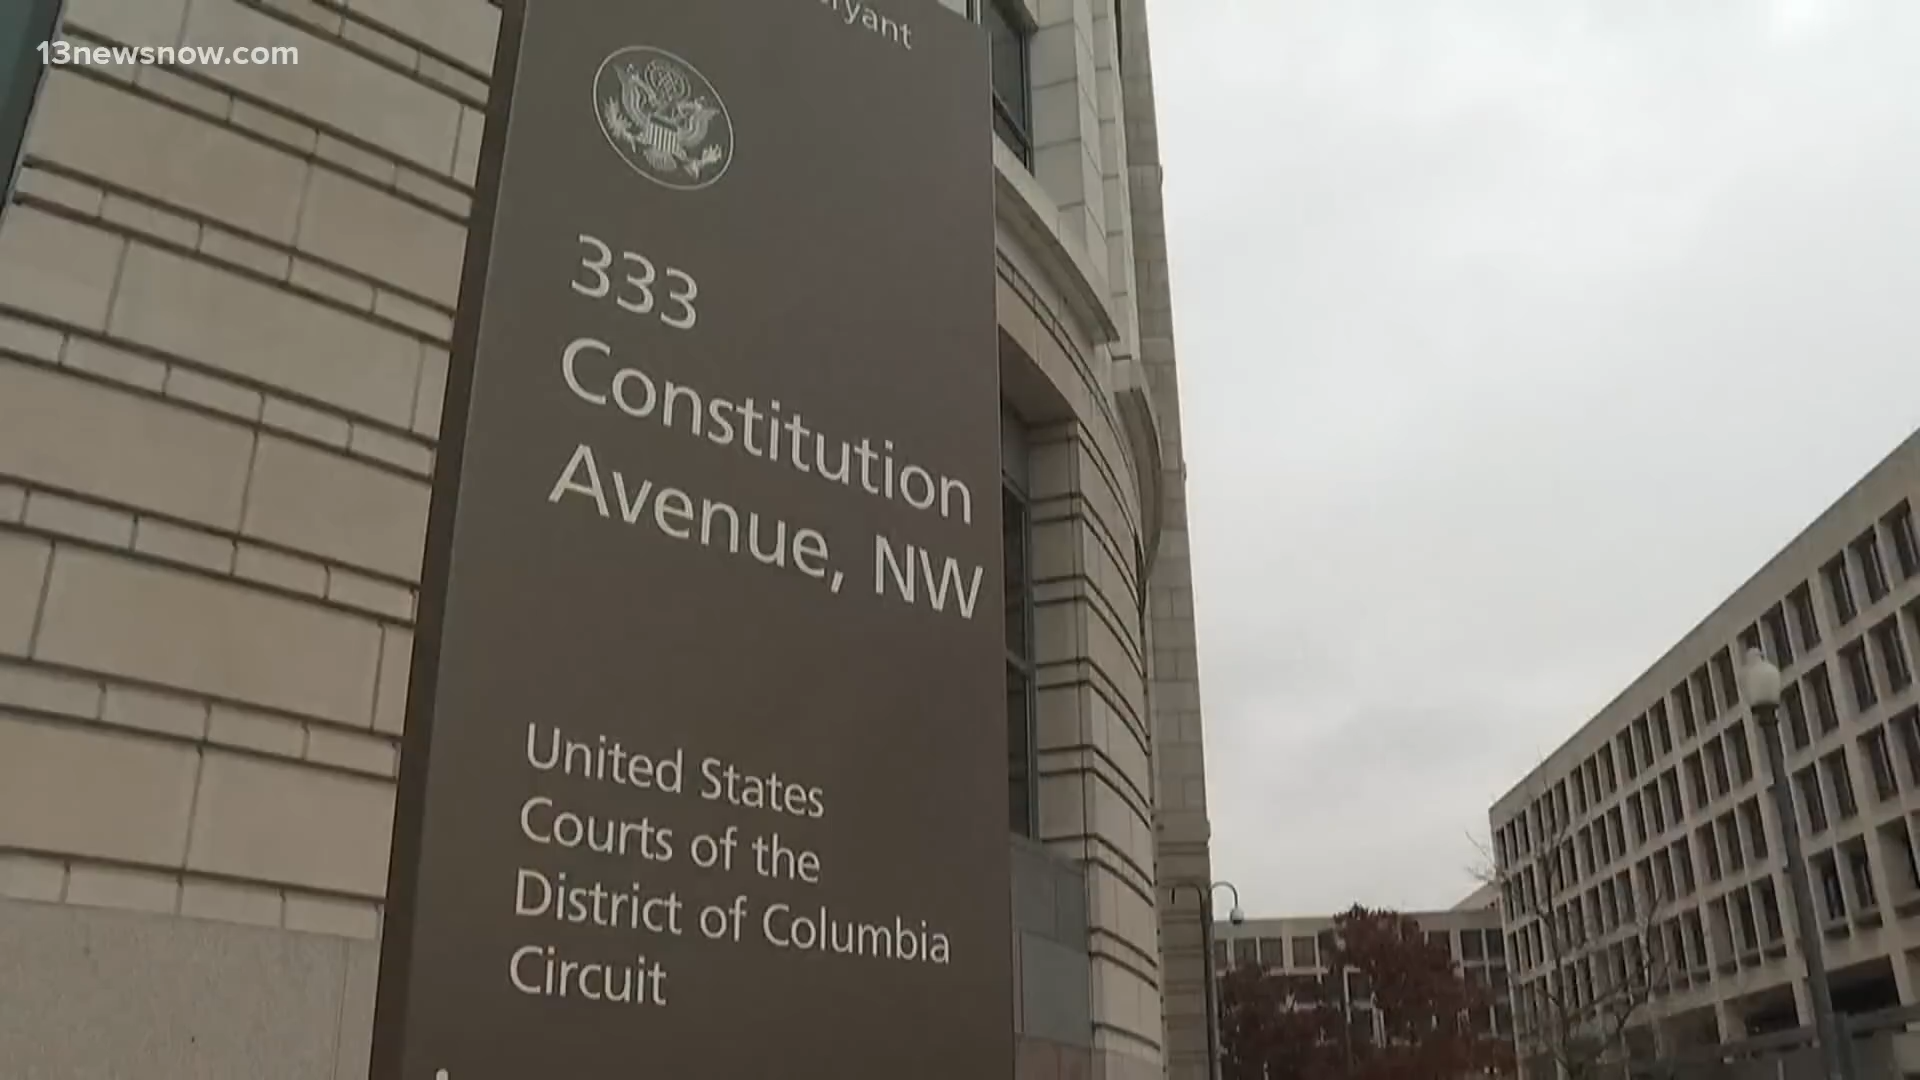 13newsnow.com
333
Constitution
Avenue, NW
United States
Courts of the
District of Columbia
Circuit